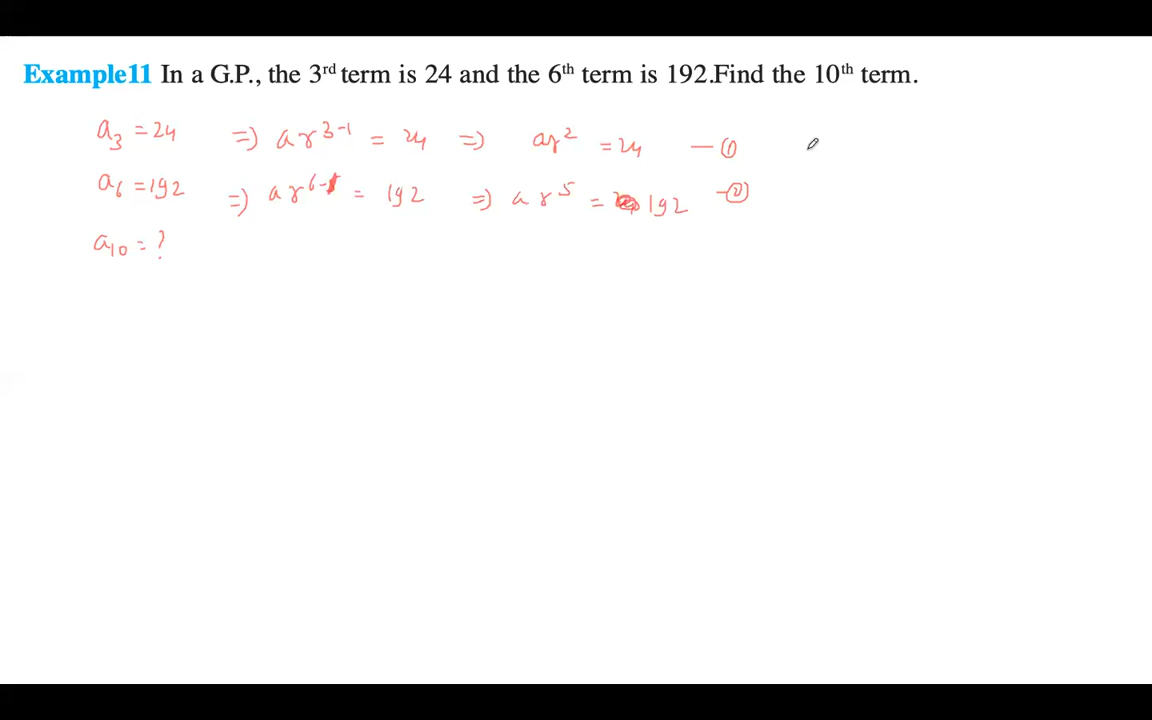 Example11 In a G.P., the 3rd term is 24 and the 6th term is 192.Find the 10th term.
a₃ = 24 ⇒ ar³⁻¹ = 24 ⇒ ar² = 24 — ①
a₆ = 192 ⇒ ar⁶⁻¹ = 192 ⇒ ar⁵ = 192 — ②
a₁₀ = ?